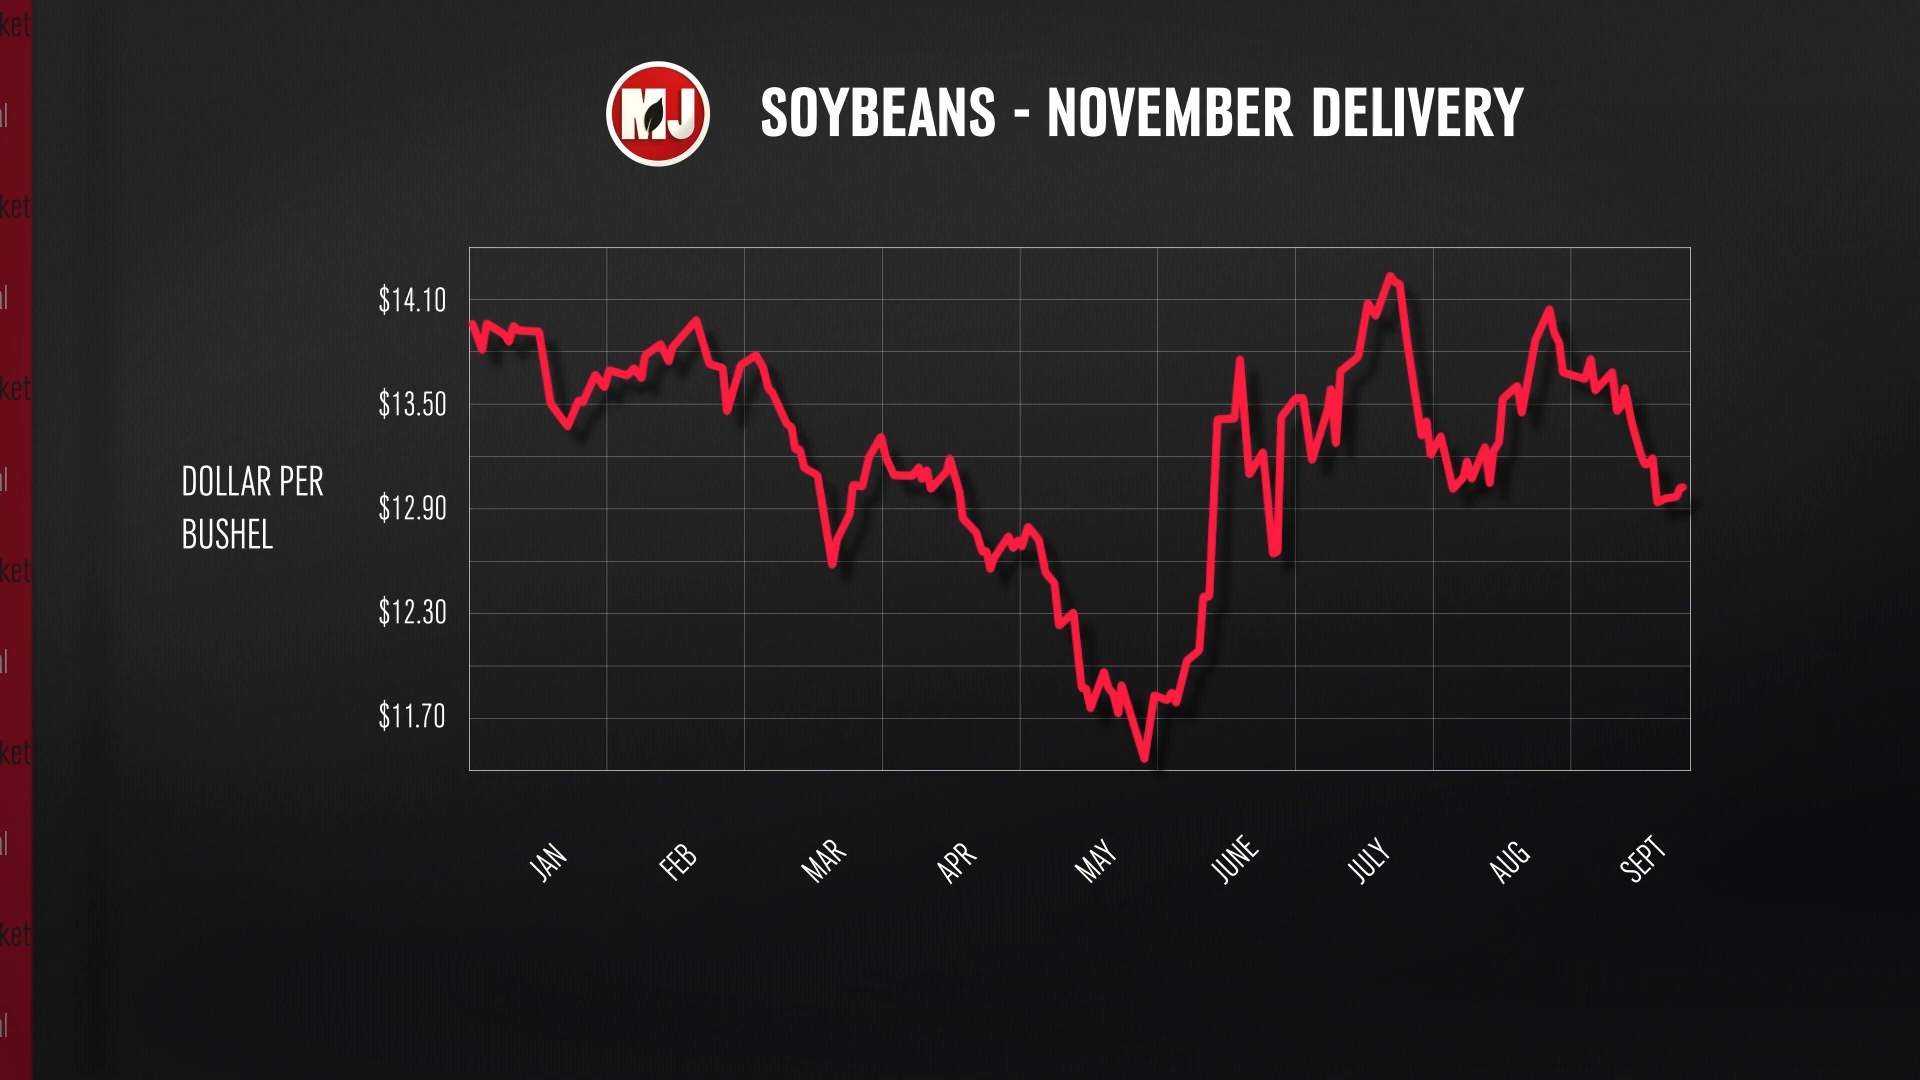 MJ
SOYBEANS - NOVEMBER DELIVERY
$14.10
$13.50
DOLLAR PER
BUSHEL
$12.90
$12.30
$11.70
JAN
FEB
MAR
APR
MAY
JUNE
JULY
AUG
SEPT